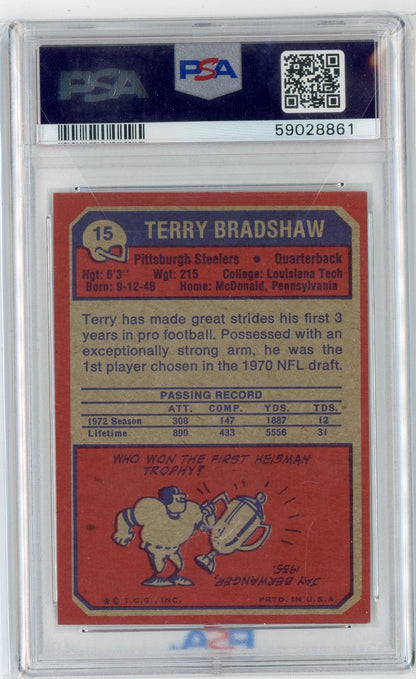 PSA PSA
59028861
15 TERRY BRADSHAW
Pittsburgh Steelers • Quarterback
Hgt: 6'3" Wgt: 215 College: Louisiana Tech
Born: 9-12-48 Home: McDonald, Pennsylvania
Terry has made great strides his first 3
years in pro football. Possessed with an
exceptionally strong arm, he was the
1st player chosen in the 1970 NFL draft.
PASSING RECORD
ATT. COMP. YDS. TDS.
1972 Season 308 147 1887 12
Lifetime 899 433 5556 31
WHO WON THE FIRST HEISMAN
TROPHY?
JAY BERWANGER,
1935.
* © T.C.G., INC. PRTD. IN U.S.A.
PSA